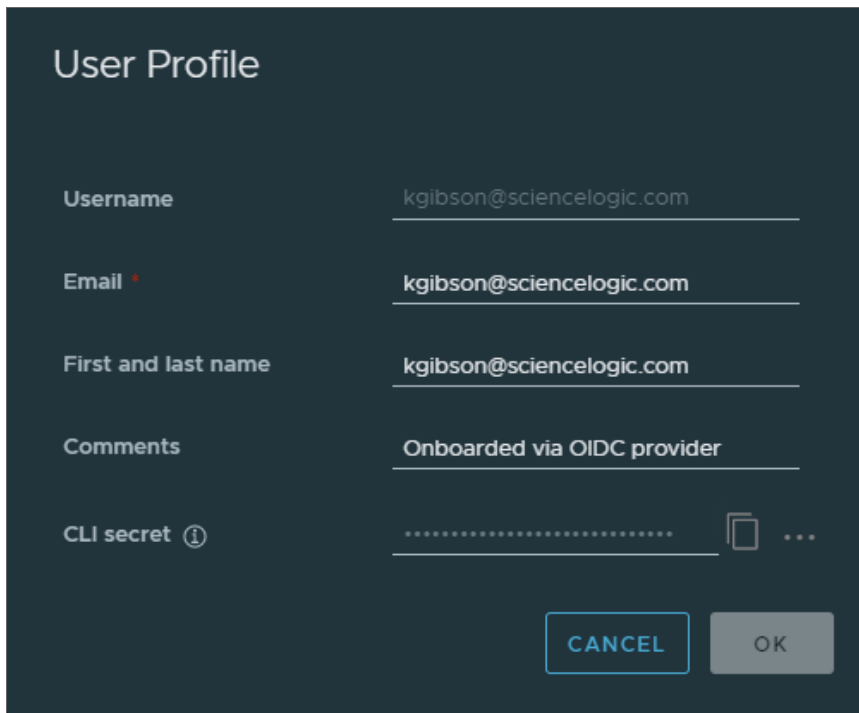 User Profile
Username kgibson@sciencelogic.com
Email * kgibson@sciencelogic.com
First and last name kgibson@sciencelogic.com
Comments Onboarded via OIDC provider
CLI secret •••••••••••••••••••••••••••••
CANCEL OK